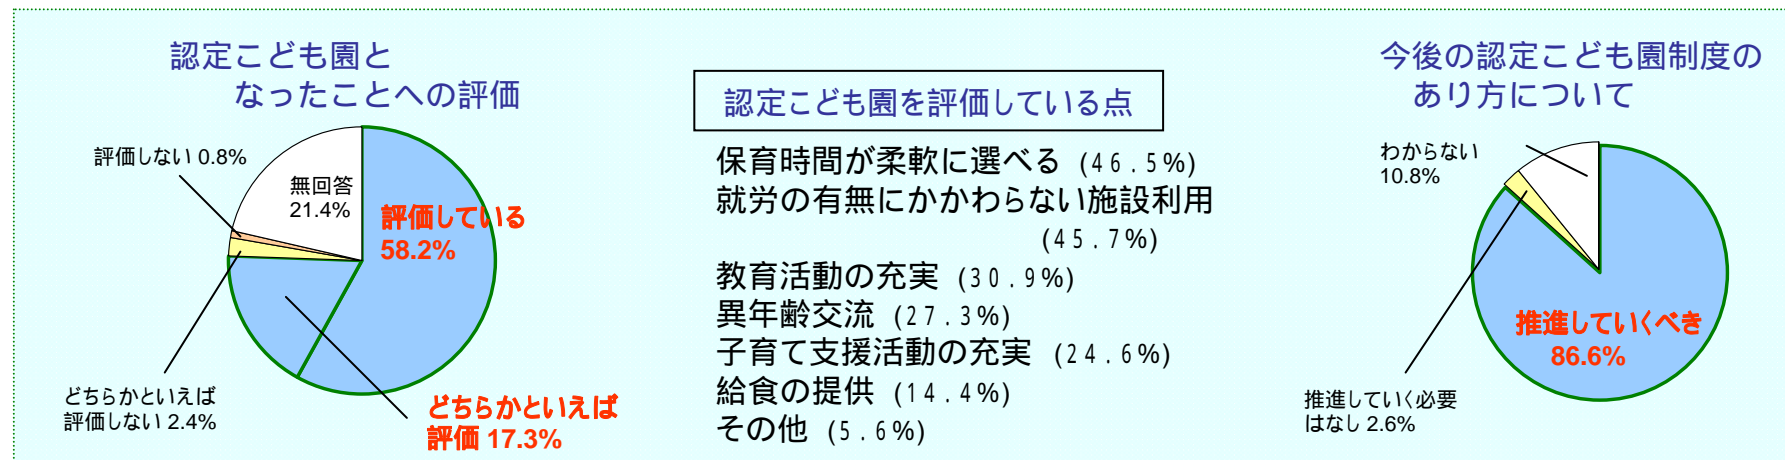 認定こども園と
なったことへの評価
評価しない 0.8%
無回答
21.4%
評価している
58.2%
どちらかといえば
評価しない 2.4%
どちらかといえば
評価 17.3%
認定こども園を評価している点
保育時間が柔軟に選べる (46.5%)
就労の有無にかかわらない施設利用
(45.7%)
教育活動の充実 (30.9%)
異年齢交流 (27.3%)
子育て支援活動の充実 (24.6%)
給食の提供 (14.4%)
その他 (5.6%)
今後の認定こども園制度の
あり方について
わからない
10.8%
推進していくべき
86.6%
推進していく必要
はなし 2.6%